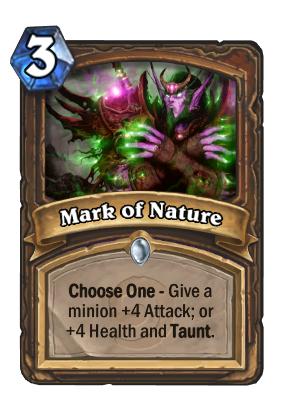 3
Mark of Nature
Choose One - Give a
minion +4 Attack; or
+4 Health and Taunt.